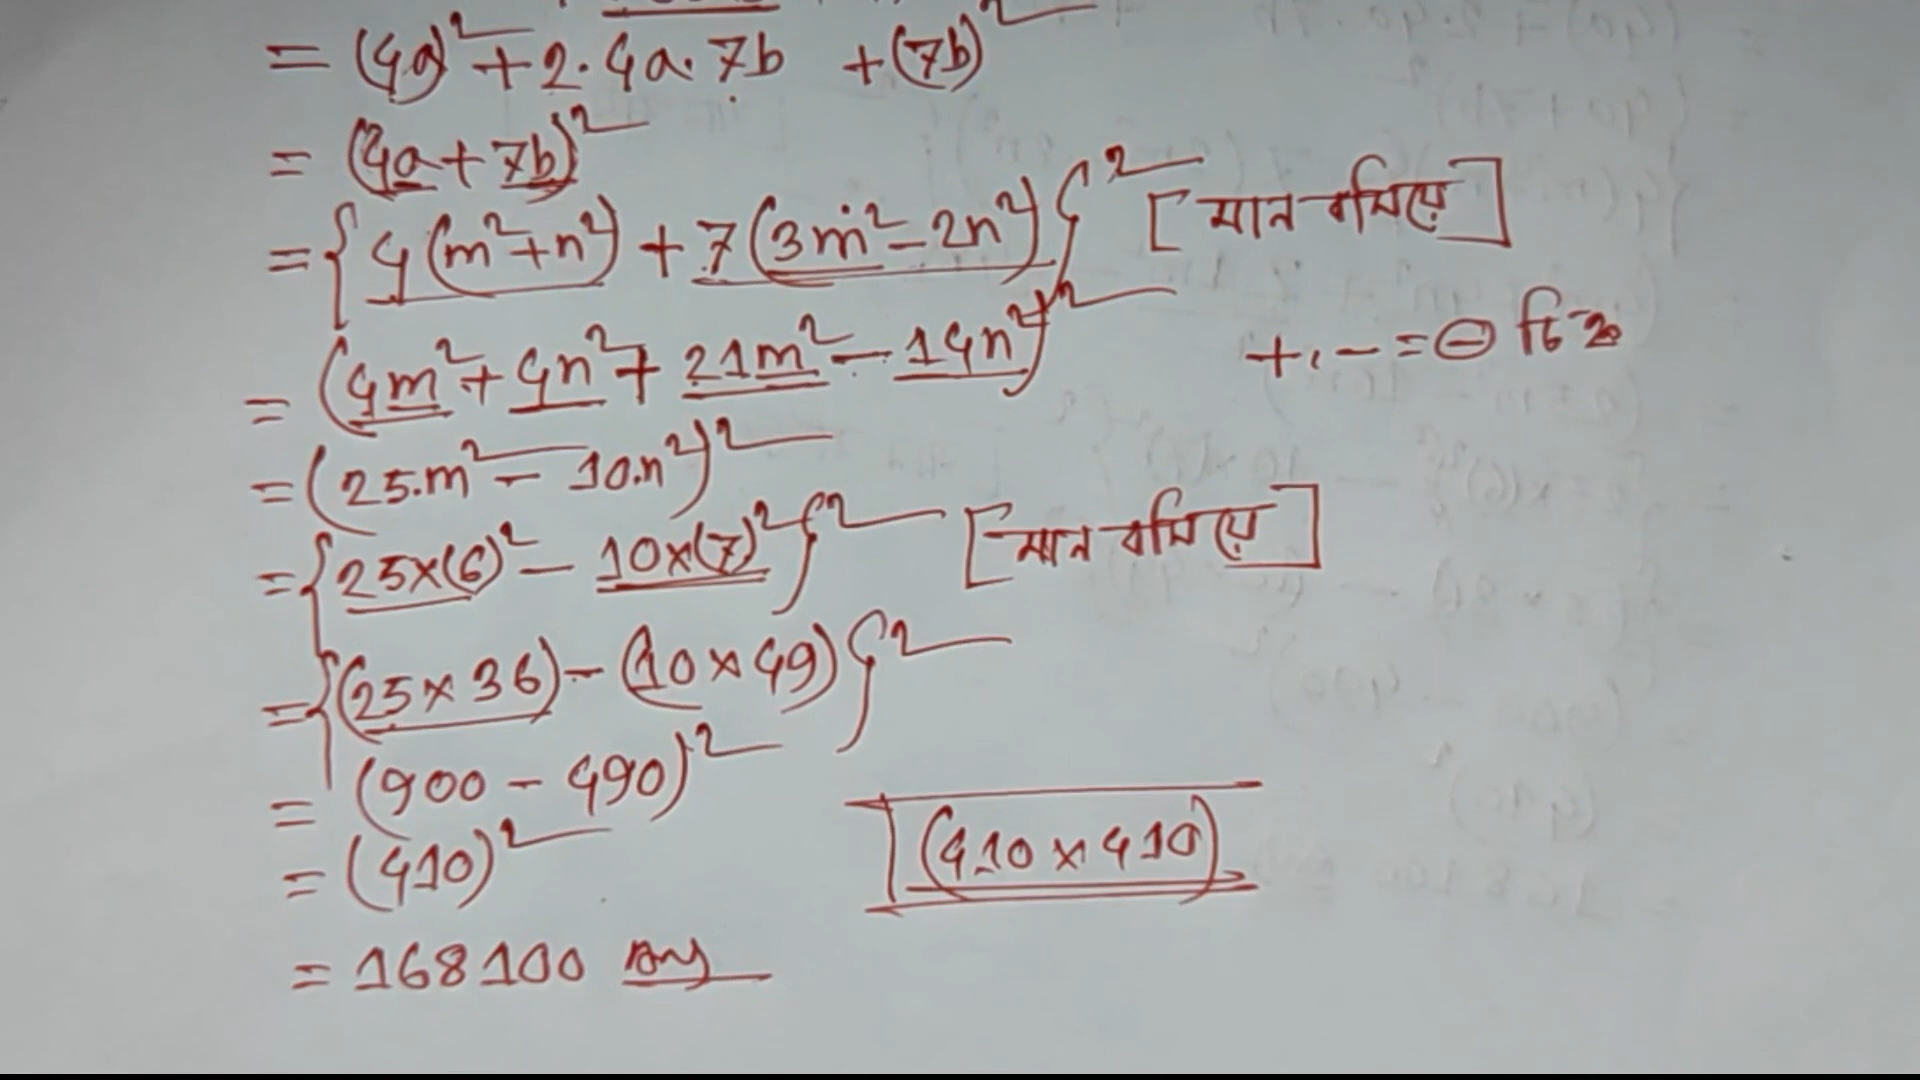 = (4a)² + 2.4a.7b + (7b)²
= (4a + 7b)²
= {4(m² + n²) + 7(3m² - 2n²)}² [মান বসিয়ে]
= (4m² + 4n² + 21m² - 14n²)² +, - = ⊖ চিহ্ন
= (25.m² - 10.n²)²
= {25×(6)² - 10×(7)²}² [মান বসিয়ে]
= {(25 × 36) - (10 × 49)}²
= (900 - 490)²
= (410)² (410 × 410)
= 168100 Ans